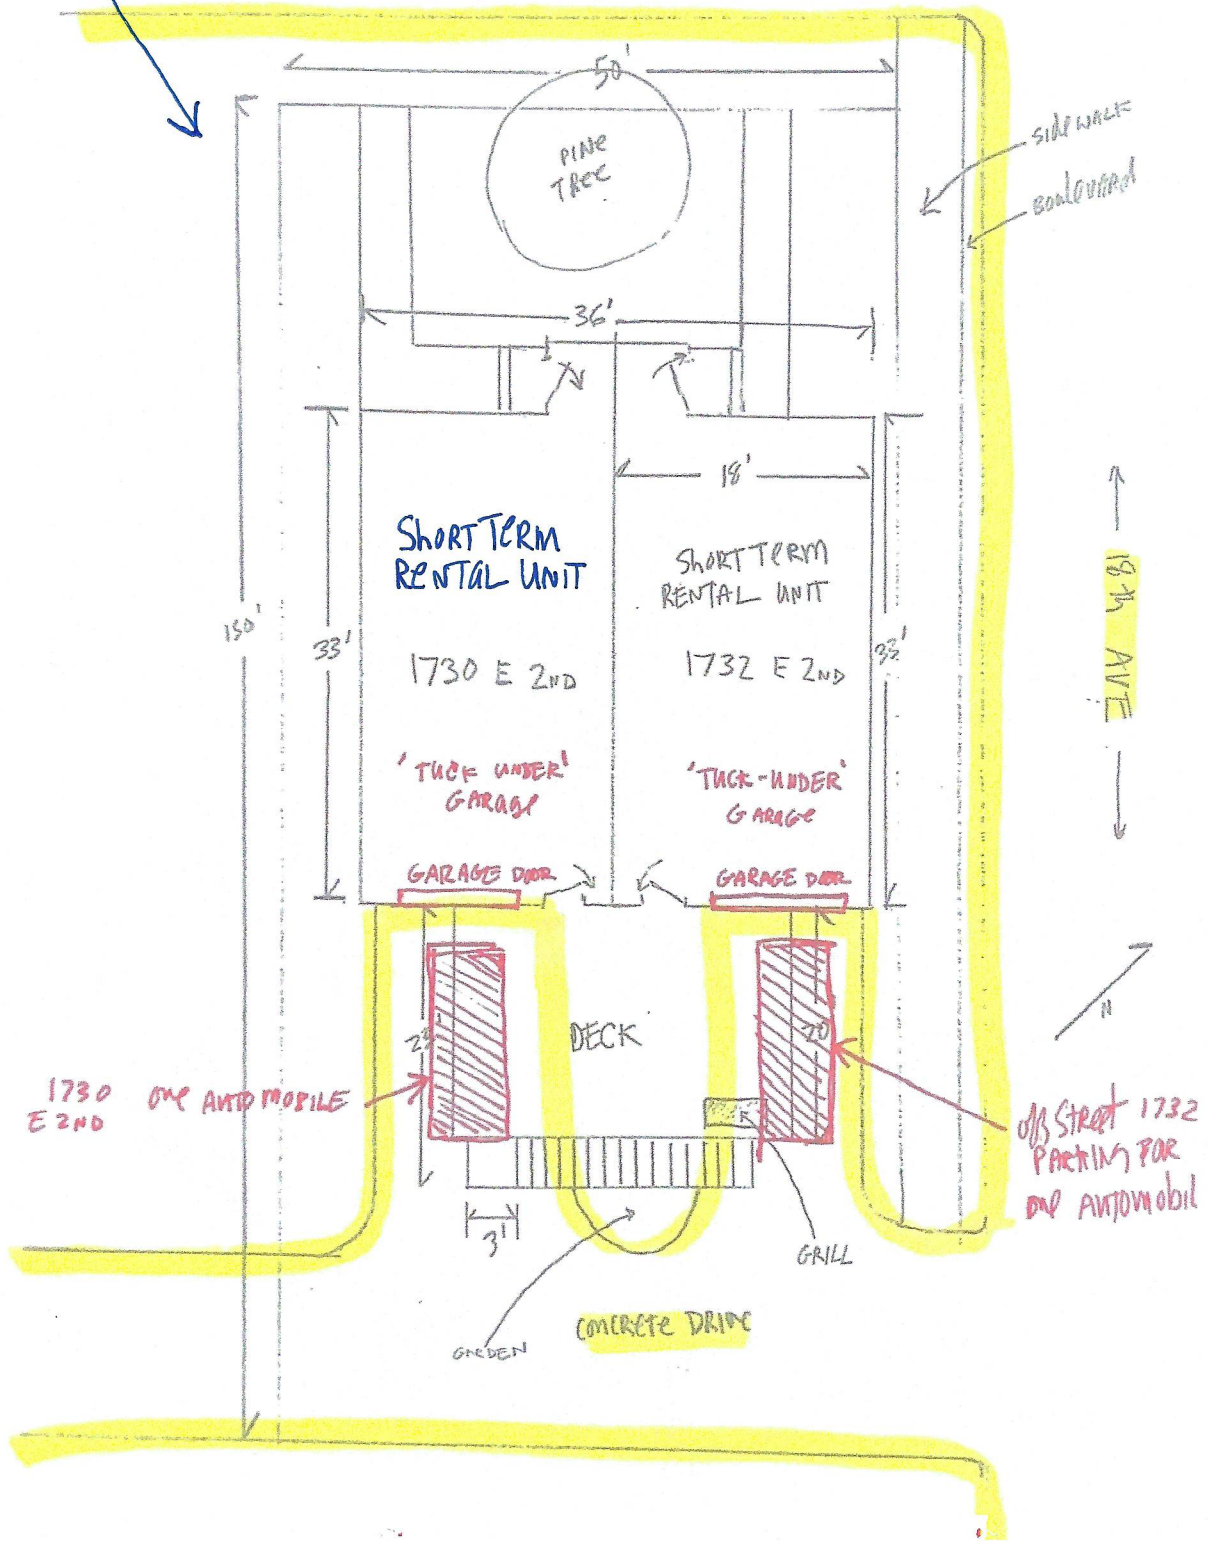 50'
PINE
TREE
SIDEWALK
BOULEVARD
36'
18'
SHORT TERM
RENTAL UNIT
SHORT TERM
RENTAL UNIT
150'
33'
33'
1730 E 2ND
1732 E 2ND
18th AVE
'TUCK UNDER'
GARAGE
'TUCK-UNDER'
GARAGE
GARAGE DOOR
GARAGE DOOR
N
DECK
20'
1730
E 2ND
ONE AUTOMOBILE
Off Street 1732
PARKING FOR
ONE AUTOMOBIL
3'
GRILL
GARDEN
CONCRETE DRIVE